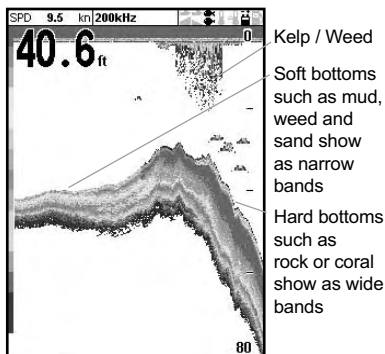 SPD 9.5 kn 200kHz
40.6ft
0
80
Kelp / Weed
Soft bottoms
such as mud,
weed and
sand show
as narrow
bands
Hard bottoms
such as
rock or coral
show as wide
bands